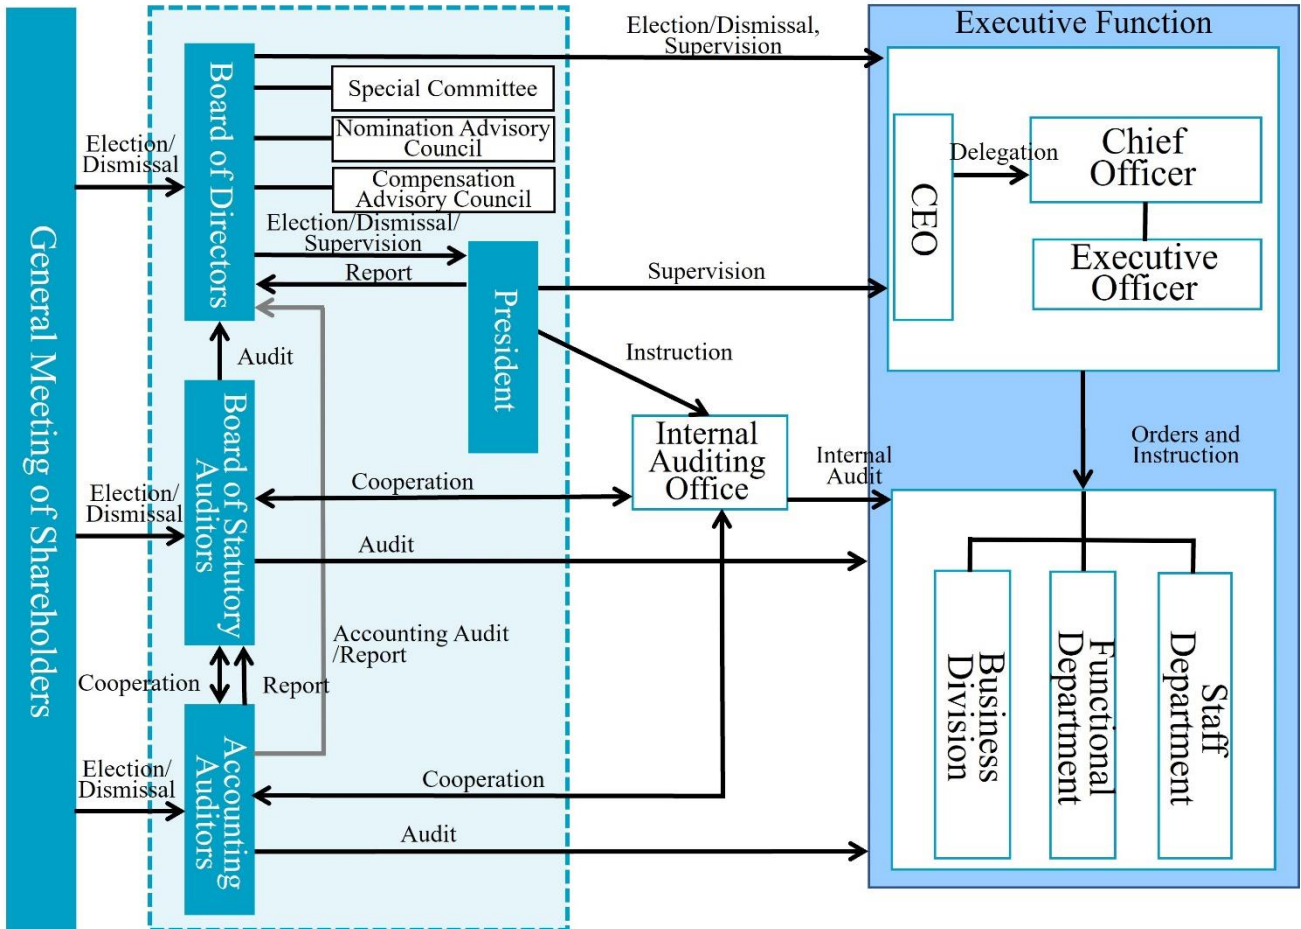 General Meeting of Shareholders
Election/
Dismissal
Election/
Dismissal
Election/
Dismissal
Board of Directors
Special Committee
Nomination Advisory
Council
Compensation
Advisory Council
Election/Dismissal/
Supervision
Report
President
Audit
Board of Statutory
Auditors
Cooperation
Audit
Cooperation
Report
Accounting Audit
/Report
Accounting
Auditors
Cooperation
Audit
Election/Dismissal,
Supervision
Supervision
Instruction
Internal
Auditing
Office
Internal
Audit
Executive Function
CEO
Delegation
Chief
Officer
Executive
Officer
Orders and
Instruction
Business
Division
Functional
Department
Staff
Department